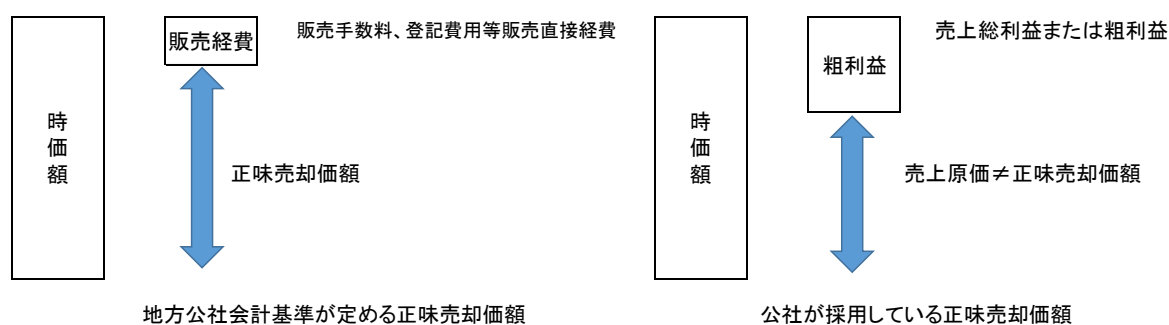 時価額
販売経費
販売手数料、登記費用等販売直接経費
正味売却価額
地方公社会計基準が定める正味売却価額
時価額
粗利益
売上総利益または粗利益
売上原価≠正味売却価額
公社が採用している正味売却価額